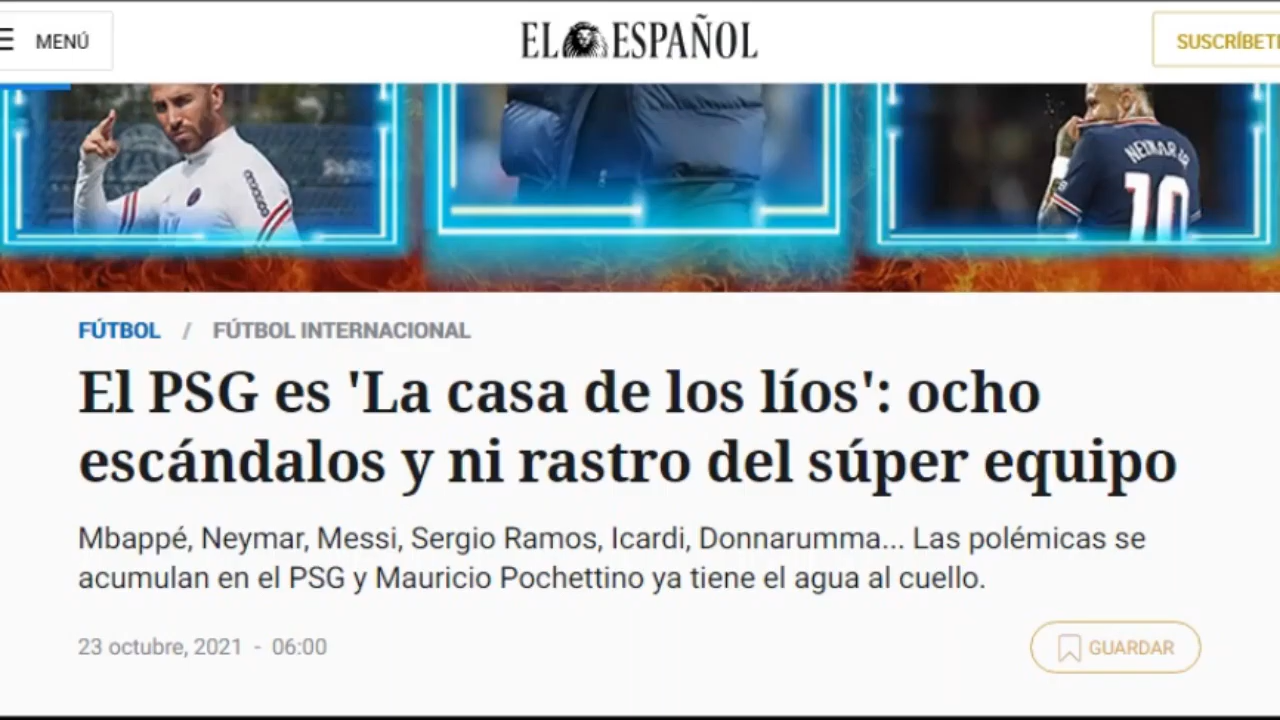 MENÚ
EL ESPAÑOL
SUSCRÍBETE
NEYMAR JR
10
FÚTBOL / FÚTBOL INTERNACIONAL
El PSG es 'La casa de los líos': ocho
escándalos y ni rastro del súper equipo
Mbappé, Neymar, Messi, Sergio Ramos, Icardi, Donnarumma... Las polémicas se
acumulan en el PSG y Mauricio Pochettino ya tiene el agua al cuello.
23 octubre, 2021 - 06:00
GUARDAR